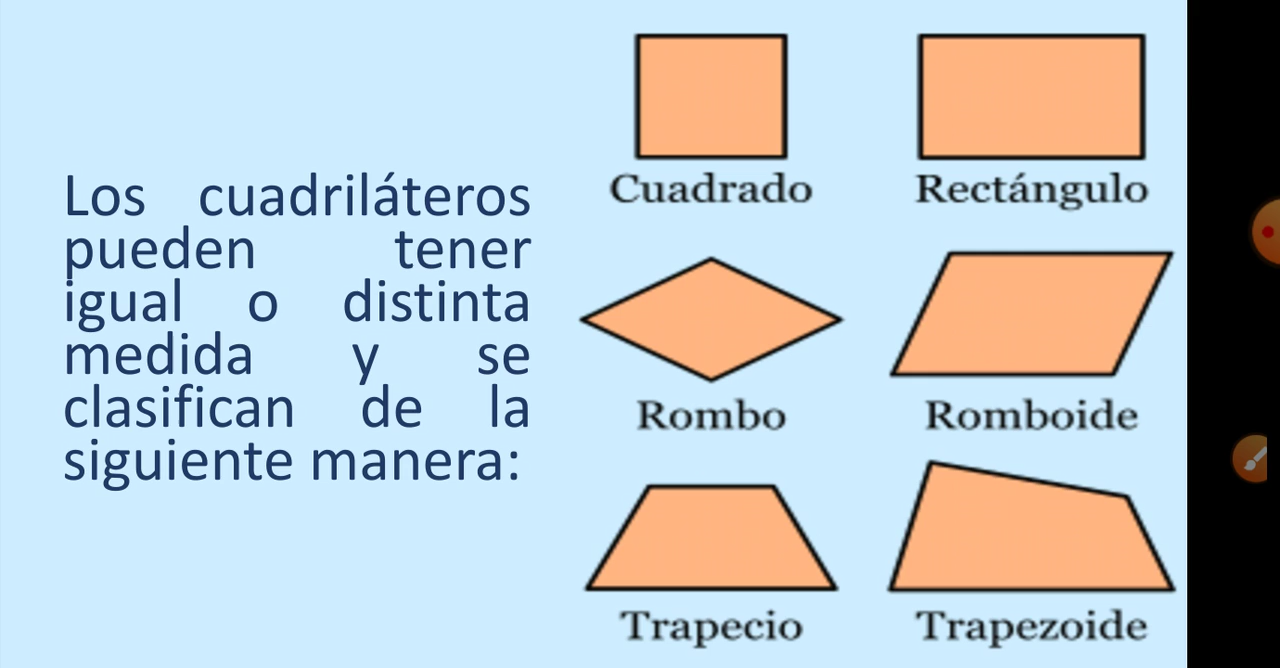 Los cuadriláteros
pueden tener
igual o distinta
medida y se
clasifican de la
siguiente manera:
Cuadrado
Rectángulo
Rombo
Romboide
Trapecio
Trapezoide